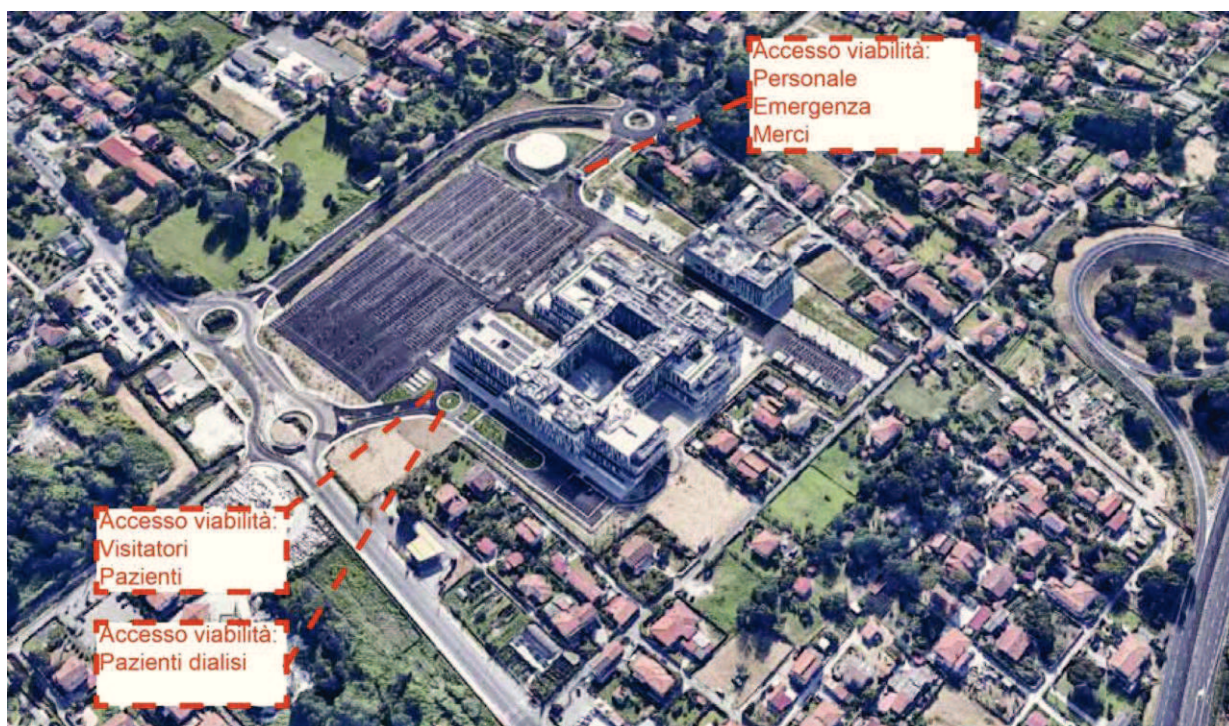 Accesso viabilità:
Personale
Emergenza
Merci
Accesso viabilità:
Visitatori
Pazienti
Accesso viabilità:
Pazienti dialisi